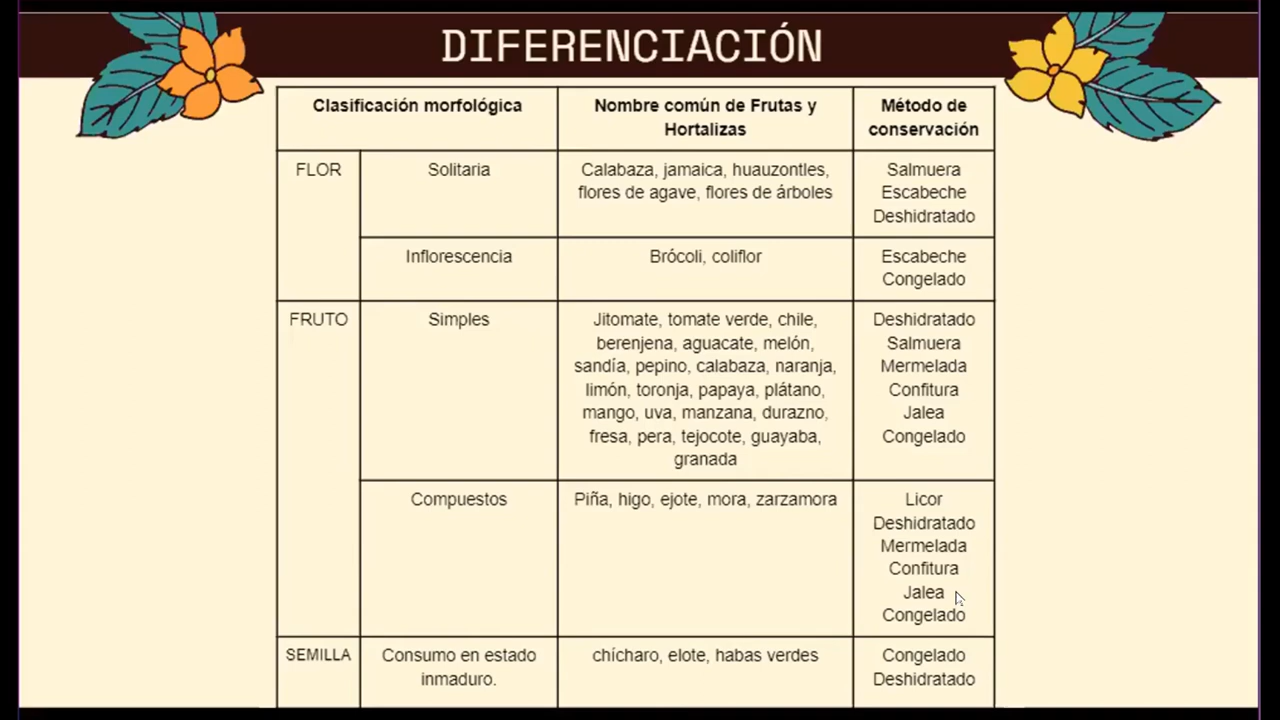 DIFERENCIACIÓN
Clasificación morfológica
Nombre común de Frutas y
Hortalizas
Método de
conservación
FLOR
Solitaria
Calabaza, jamaica, huauzontles,
flores de agave, flores de árboles
Salmuera
Escabeche
Deshidratado
Inflorescencia
Brócoli, coliflor
Escabeche
Congelado
FRUTO
Simples
Jitomate, tomate verde, chile,
berenjena, aguacate, melón,
sandía, pepino, calabaza, naranja,
limón, toronja, papaya, plátano,
mango, uva, manzana, durazno,
fresa, pera, tejocote, guayaba,
granada
Deshidratado
Salmuera
Mermelada
Confitura
Jalea
Congelado
Compuestos
Piña, higo, ejote, mora, zarzamora
Licor
Deshidratado
Mermelada
Confitura
Jalea
Congelado
SEMILLA
Consumo en estado
inmaduro.
chícharo, elote, habas verdes
Congelado
Deshidratado